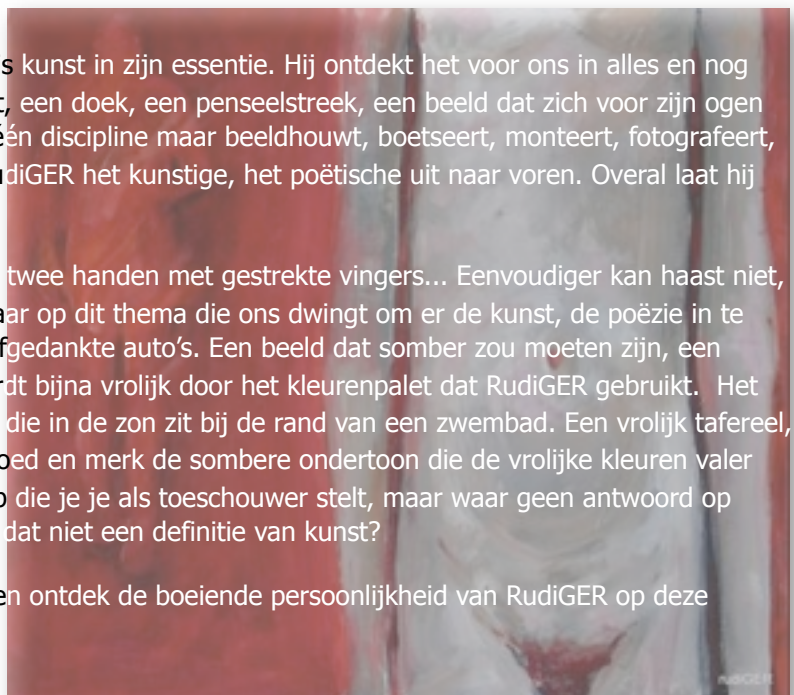 is kunst in zijn essentie. Hij ontdekt het voor ons in alles en nog
een doek, een penseelstreek, een beeld dat zich voor zijn ogen
één discipline maar beeldhouwt, boetseert, monteert, fotografeert,
RudiGER het kunstige, het poëtische uit naar voren. Overal laat hij
twee handen met gestrekte vingers... Eenvoudiger kan haast niet,
op dit thema die ons dwingt om er de kunst, de poëzie in te
afgedankte auto's. Een beeld dat somber zou moeten zijn, een
bijna vrolijk door het kleurenpalet dat RudiGER gebruikt. Het
die in de zon zit bij de rand van een zwembad. Een vrolijk tafereel,
en merk de sombere ondertoon die de vrolijke kleuren valer
die je je als toeschouwer stelt, maar waar geen antwoord op
dat niet een definitie van kunst?
en ontdek de boeiende persoonlijkheid van RudiGER op deze
rudiGER